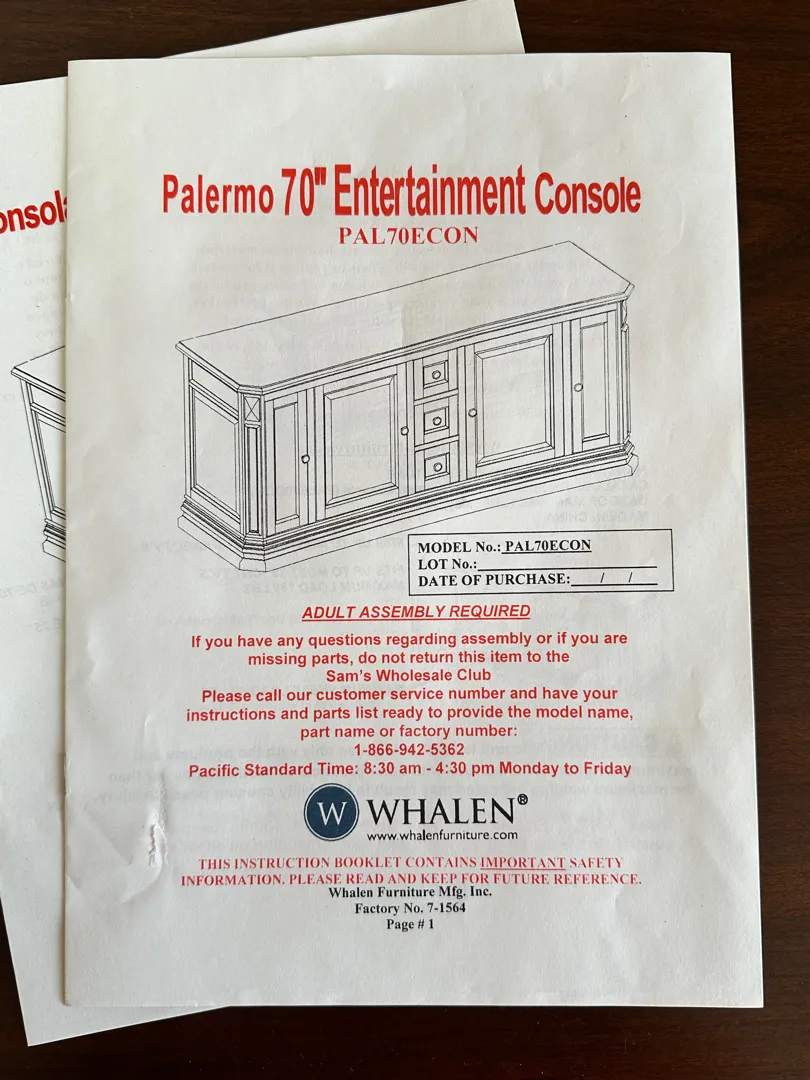 Palermo 70" Entertainment Console
PAL70ECON
MODEL No.: PAL70ECON
LOT No.:
DATE OF PURCHASE: / /
ADULT ASSEMBLY REQUIRED
If you have any questions regarding assembly or if you are
missing parts, do not return this item to the
Sam's Wholesale Club
Please call our customer service number and have your
instructions and parts list ready to provide the model name,
part name or factory number:
1-866-942-5362
Pacific Standard Time: 8:30 am - 4:30 pm Monday to Friday
W WHALEN®
www.whalenfurniture.com
THIS INSTRUCTION BOOKLET CONTAINS IMPORTANT SAFETY
INFORMATION. PLEASE READ AND KEEP FOR FUTURE REFERENCE.
Whalen Furniture Mfg. Inc.
Factory No. 7-1564
Page # 1